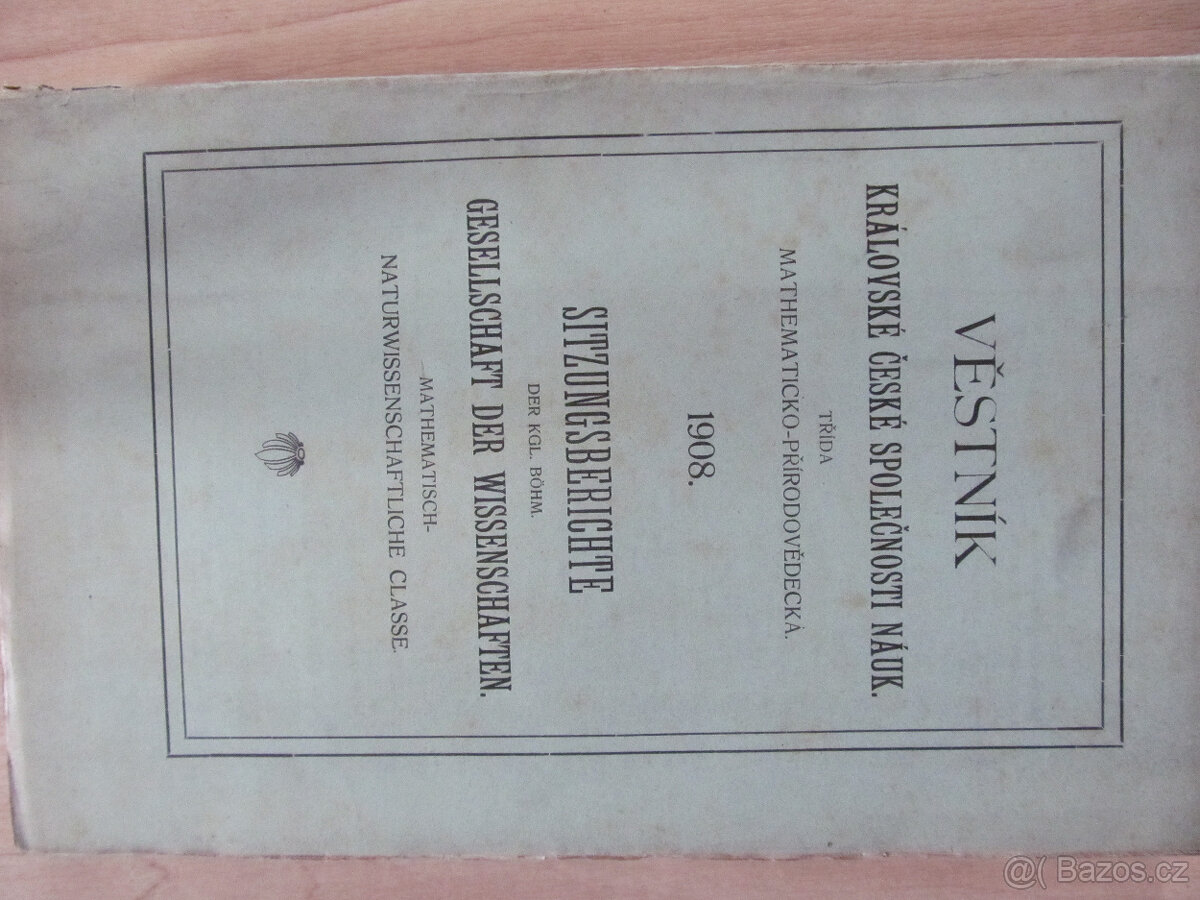 VĚSTNÍK
KRÁLOVSKÉ ČESKÉ SPOLEČNOSTI NÁUK.
TŘÍDA
MATHEMATICKO-PŘÍRODOVĚDECKÁ.
1908.
SITZUNGSBERICHTE
DER KGL. BÖHM.
GESELLSCHAFT DER WISSENSCHAFTEN.
MATHEMATISCH-
NATURWISSENSCHAFTLICHE CLASSE.
@( Bazos.cz